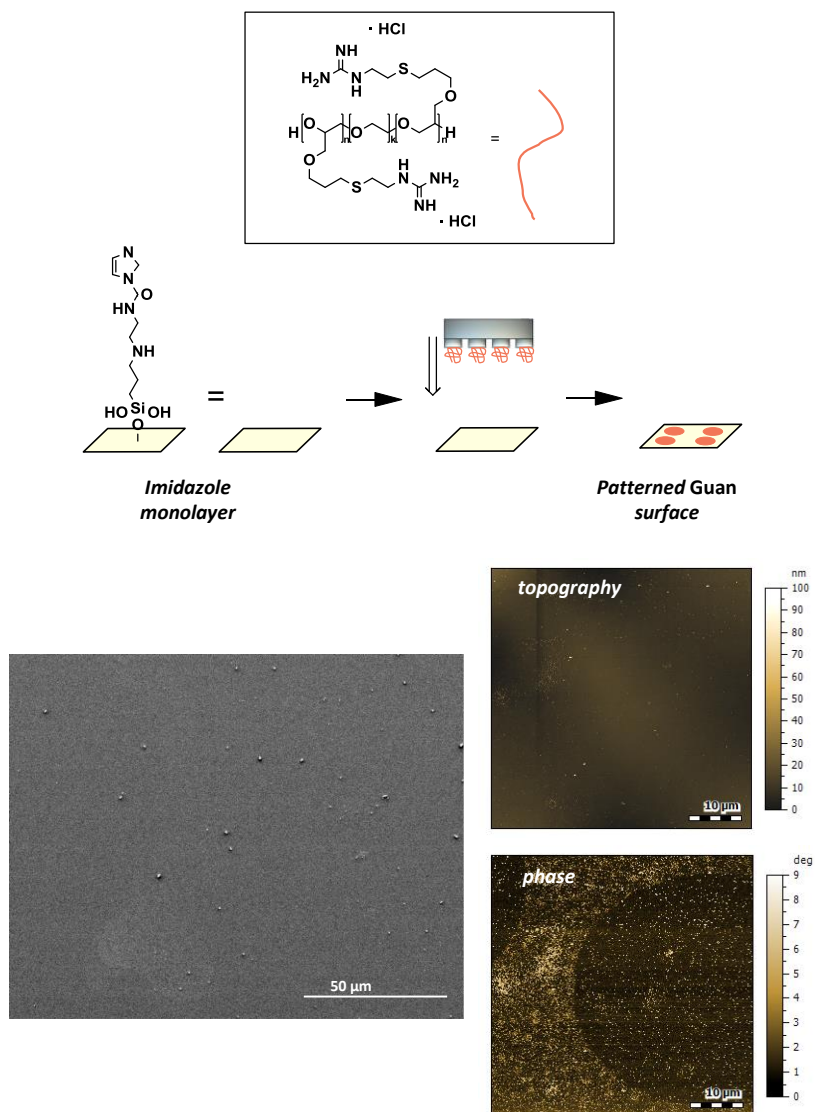 · HCl
NH
H₂N
N
H
S
O
H
O
n
O
k
O
n
H
=
O
S
H
N
NH₂
NH
· HCl
N
N
O
HN
NH
Si
HO
OH
O
=
Imidazole
monolayer
Patterned Guan
surface
topography
nm
100
90
80
70
60
50
40
30
20
10
0
10 µm
50 µm
phase
deg
9
8
7
6
5
4
3
2
1
0
10 µm